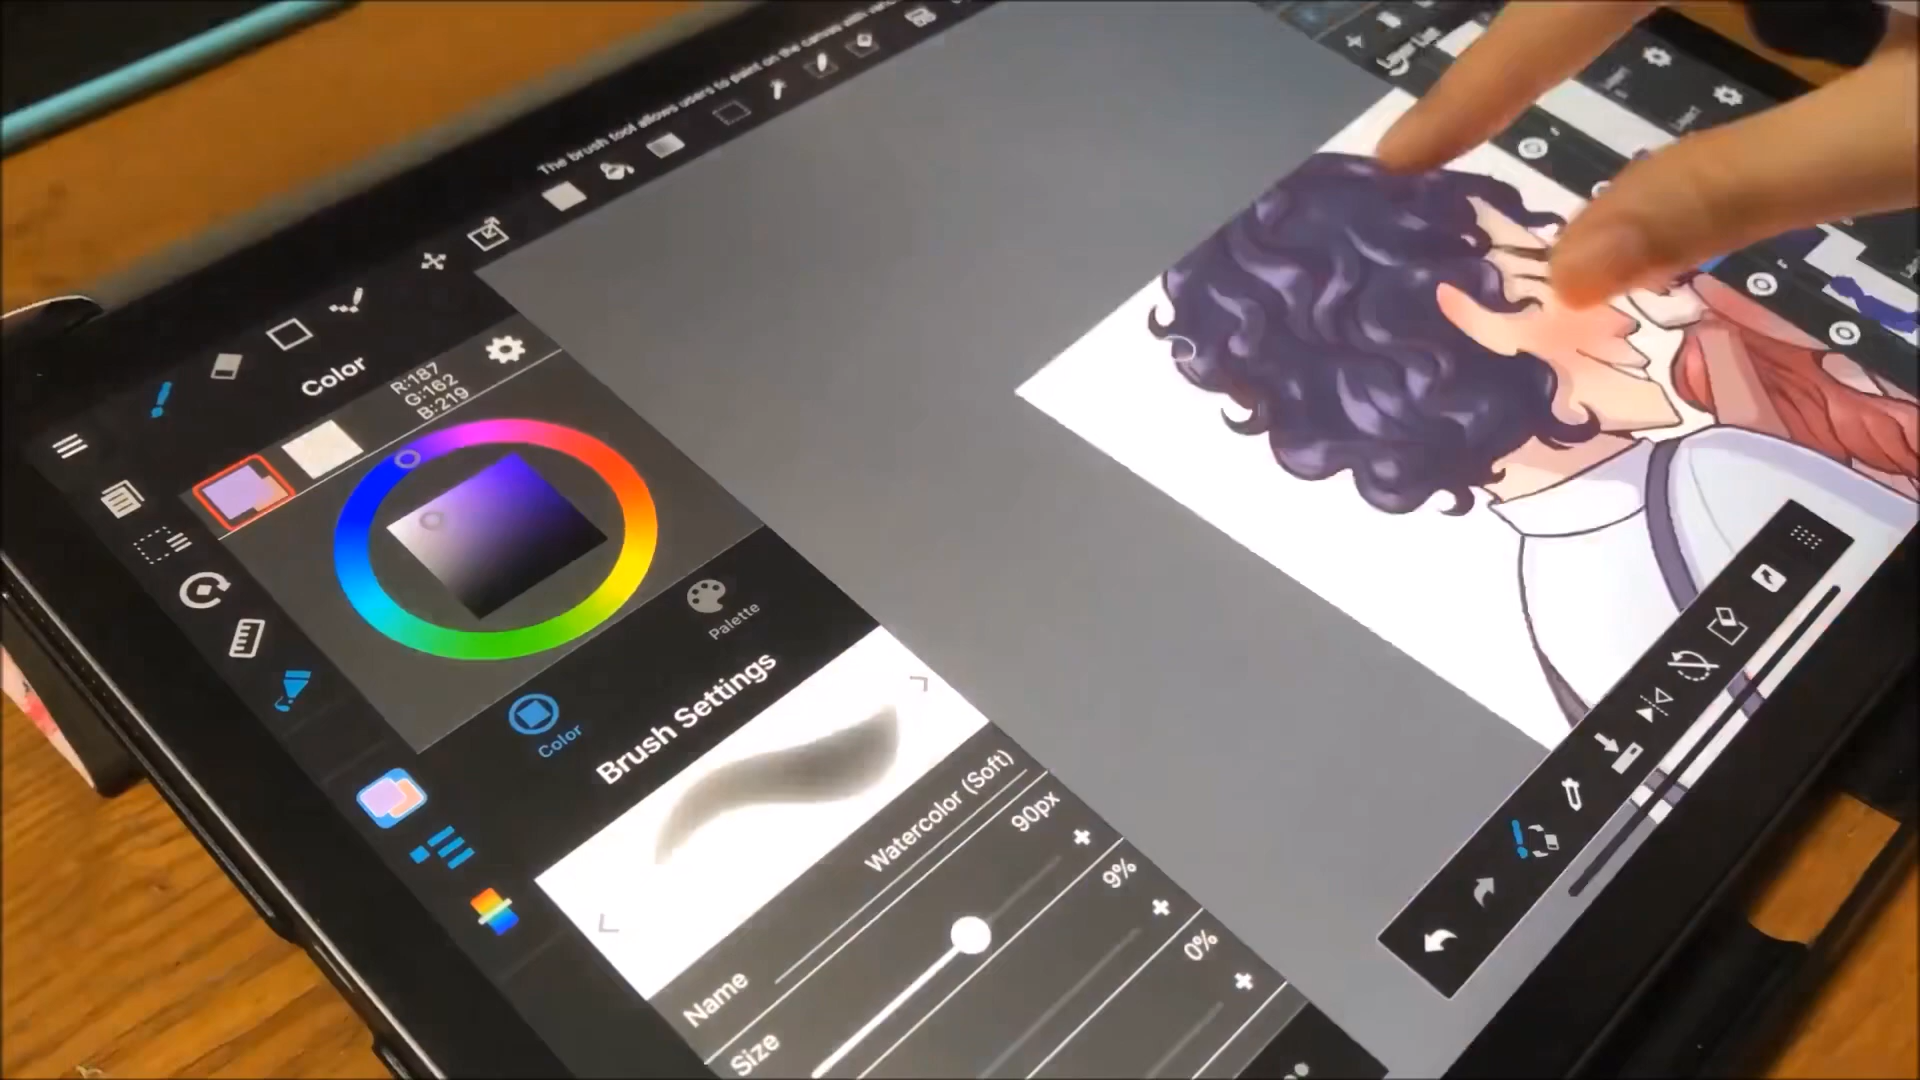 The brush tool allows users to paint on the canvas with
Layer List
Color
R:187
G:162
B:219
Palette
Color
Brush Settings
Watercolor (Soft)
90px
9%
0%
Name
Size